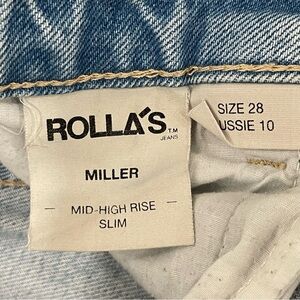 ROLLA'S TM
JEANS
MILLER
MID-HIGH RISE
SLIM
SIZE 28
USSIE 10